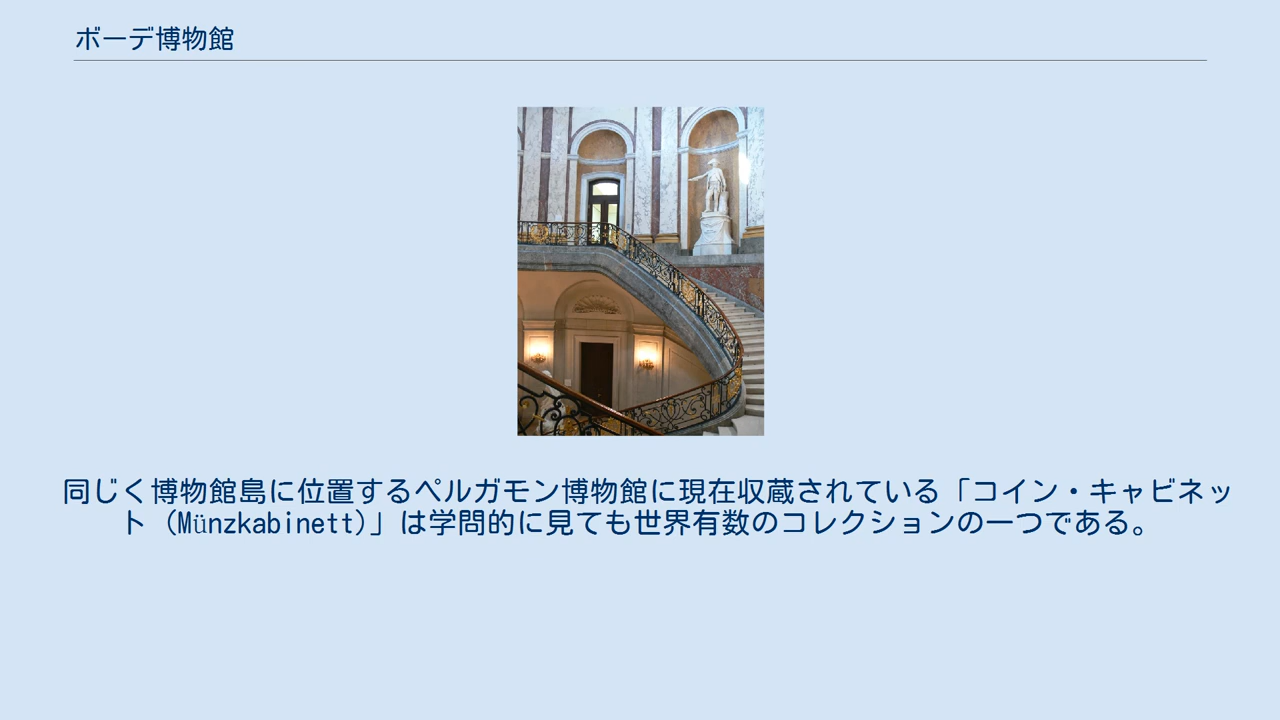 ボーデ博物館
同じく博物館島に位置するペルガモン博物館に現在収蔵されている「コイン・キャビネッ
ト (Münzkabinett)」は学問的に見ても世界有数のコレクションの一つである。